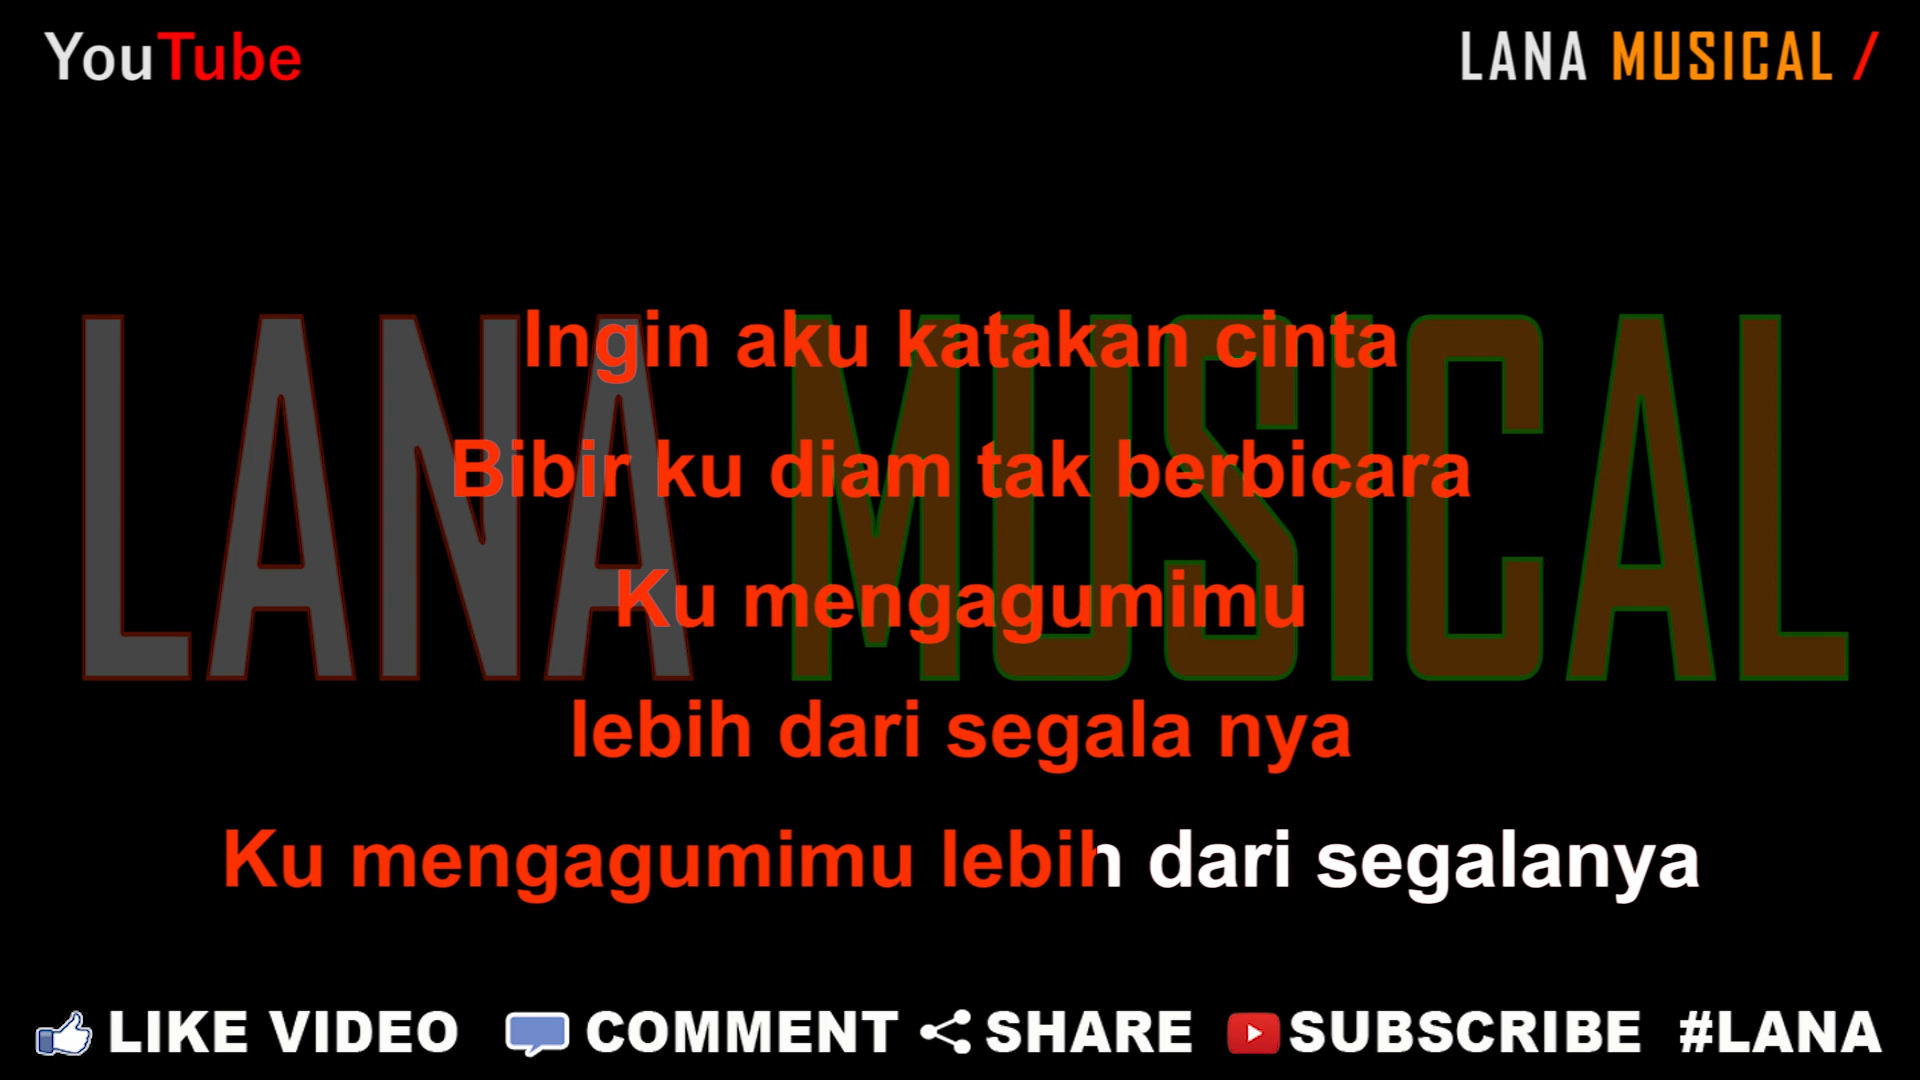 YouTube
LANA MUSICAL /
LANA MUSICAL
Ingin aku katakan cinta
Bibir ku diam tak berbicara
Ku mengagumimu
lebih dari segala nya
Ku mengagumimu lebih dari segalanya
LIKE VIDEO COMMENT SHARE SUBSCRIBE #LANA